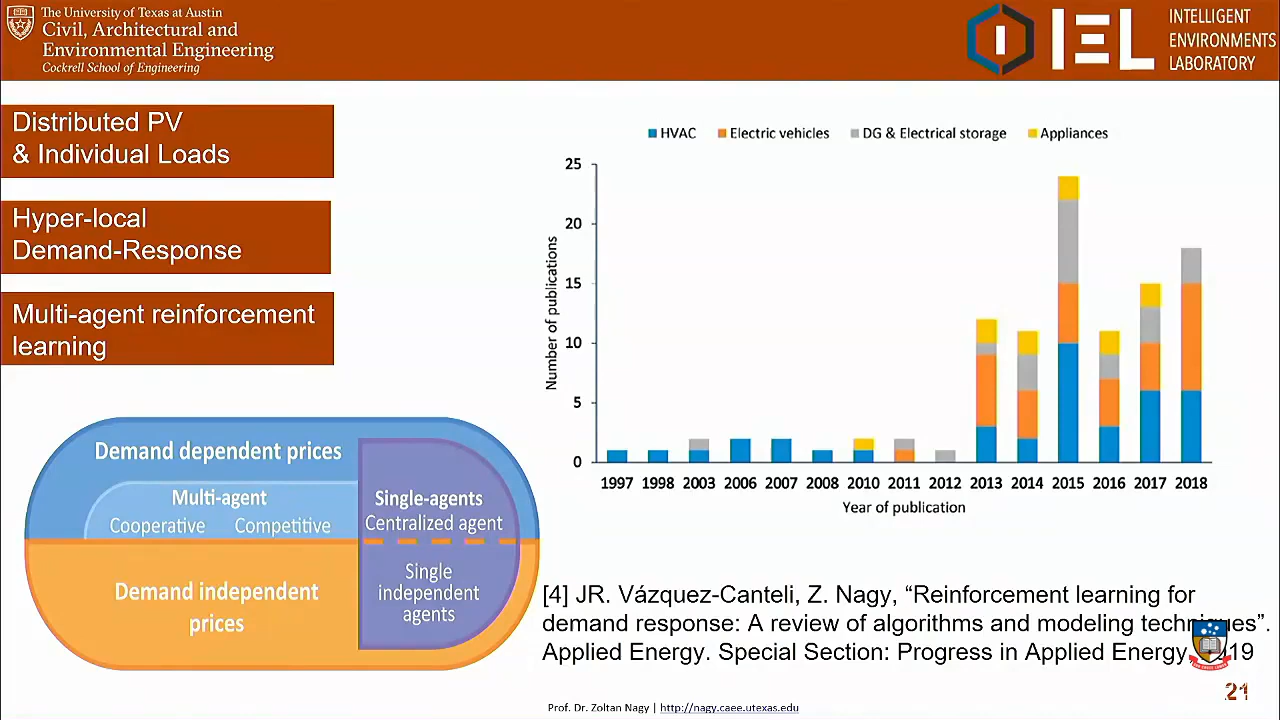 The University of Texas at Austin
Civil, Architectural and
Environmental Engineering
Cockrell School of Engineering
IEL
INTELLIGENT
ENVIRONMENTS
LABORATORY
Distributed PV
& Individual Loads
Hyper-local
Demand-Response
Multi-agent reinforcement
learning
Demand dependent prices
Multi-agent
Cooperative Competitive
Single-agents
Centralized agent
Demand independent
prices
Single
independent
agents
HVAC Electric vehicles DG & Electrical storage Appliances
Number of publications
25
20
15
10
5
0
1997 1998 2003 2006 2007 2008 2010 2011 2012 2013 2014 2015 2016 2017 2018
Year of publication
[4] JR. Vázquez-Canteli, Z. Nagy, “Reinforcement learning for
demand response: A review of algorithms and modeling techniques”.
Applied Energy. Special Section: Progress in Applied Energy 19
Prof. Dr. Zoltan Nagy | http://nagy.caee.utexas.edu